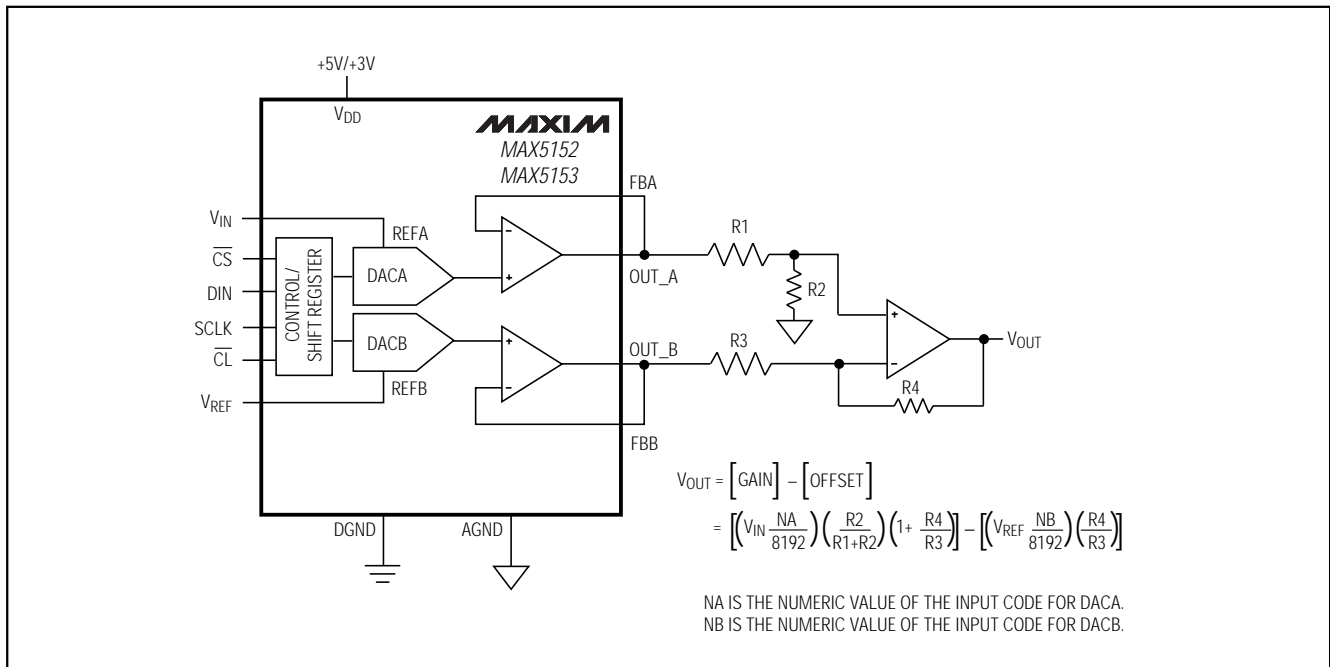 +5V/+3V
VDD
MAXIM
MAX5152
MAX5153
FBA
VIN
REFA
R1
CS
CONTROL/
SHIFT REGISTER
DACA
OUT_A
R2
DIN
SCLK
DACB
OUT_B
R3
VOUT
CL
REFB
R4
VREF
FBB
VOUT = [GAIN] – [OFFSET]
= [(VIN NA/8192)(R2/R1+R2)(1+ R4/R3)] – [(VREF NB/8192)(R4/R3)]
DGND
AGND
NA IS THE NUMERIC VALUE OF THE INPUT CODE FOR DACA.
NB IS THE NUMERIC VALUE OF THE INPUT CODE FOR DACB.